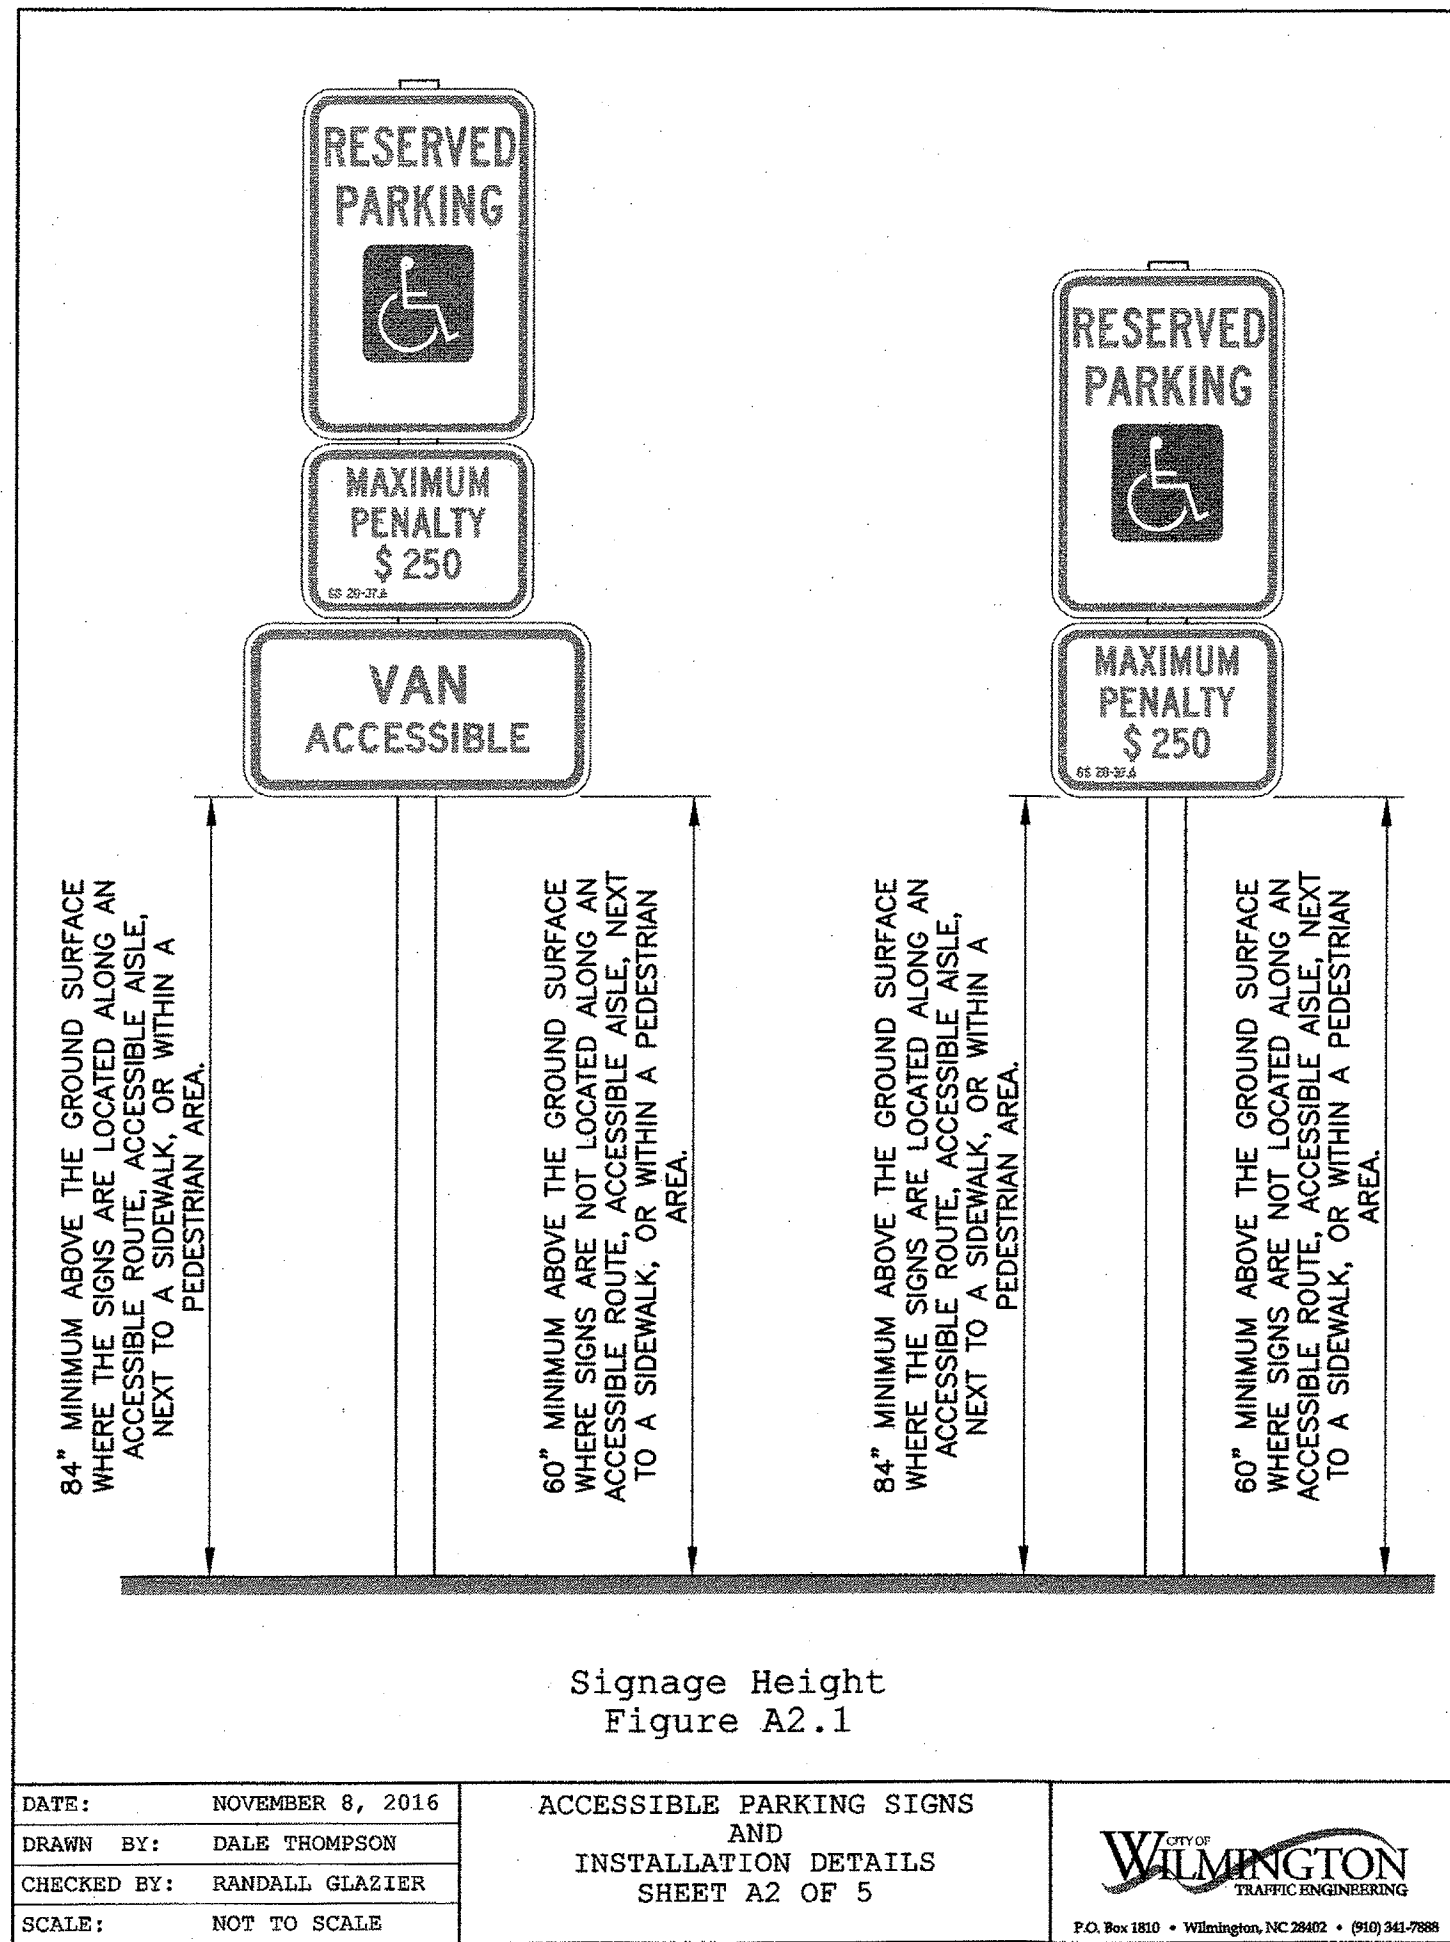 RESERVED
PARKING
MAXIMUM
PENALTY
$ 250
GS 20-37.6
VAN
ACCESSIBLE
RESERVED
PARKING
MAXIMUM
PENALTY
$ 250
GS 20-37.6
84" MINIMUM ABOVE THE GROUND SURFACE
WHERE THE SIGNS ARE LOCATED ALONG AN
ACCESSIBLE ROUTE, ACCESSIBLE AISLE,
NEXT TO A SIDEWALK, OR WITHIN A
PEDESTRIAN AREA.
60" MINIMUM ABOVE THE GROUND SURFACE
WHERE SIGNS ARE NOT LOCATED ALONG AN
ACCESSIBLE ROUTE, ACCESSIBLE AISLE, NEXT
TO A SIDEWALK, OR WITHIN A PEDESTRIAN
AREA.
84" MINIMUM ABOVE THE GROUND SURFACE
WHERE THE SIGNS ARE LOCATED ALONG AN
ACCESSIBLE ROUTE, ACCESSIBLE AISLE,
NEXT TO A SIDEWALK, OR WITHIN A
PEDESTRIAN AREA.
60" MINIMUM ABOVE THE GROUND SURFACE
WHERE SIGNS ARE NOT LOCATED ALONG AN
ACCESSIBLE ROUTE, ACCESSIBLE AISLE, NEXT
TO A SIDEWALK, OR WITHIN A PEDESTRIAN
AREA.
Signage Height
Figure A2.1
DATE: NOVEMBER 8, 2016
DRAWN BY: DALE THOMPSON
CHECKED BY: RANDALL GLAZIER
SCALE: NOT TO SCALE
ACCESSIBLE PARKING SIGNS
AND
INSTALLATION DETAILS
SHEET A2 OF 5
CITY OF
WILMINGTON
TRAFFIC ENGINEERING
P.O. Box 1810 • Wilmington, NC 28402 • (910) 341-7888